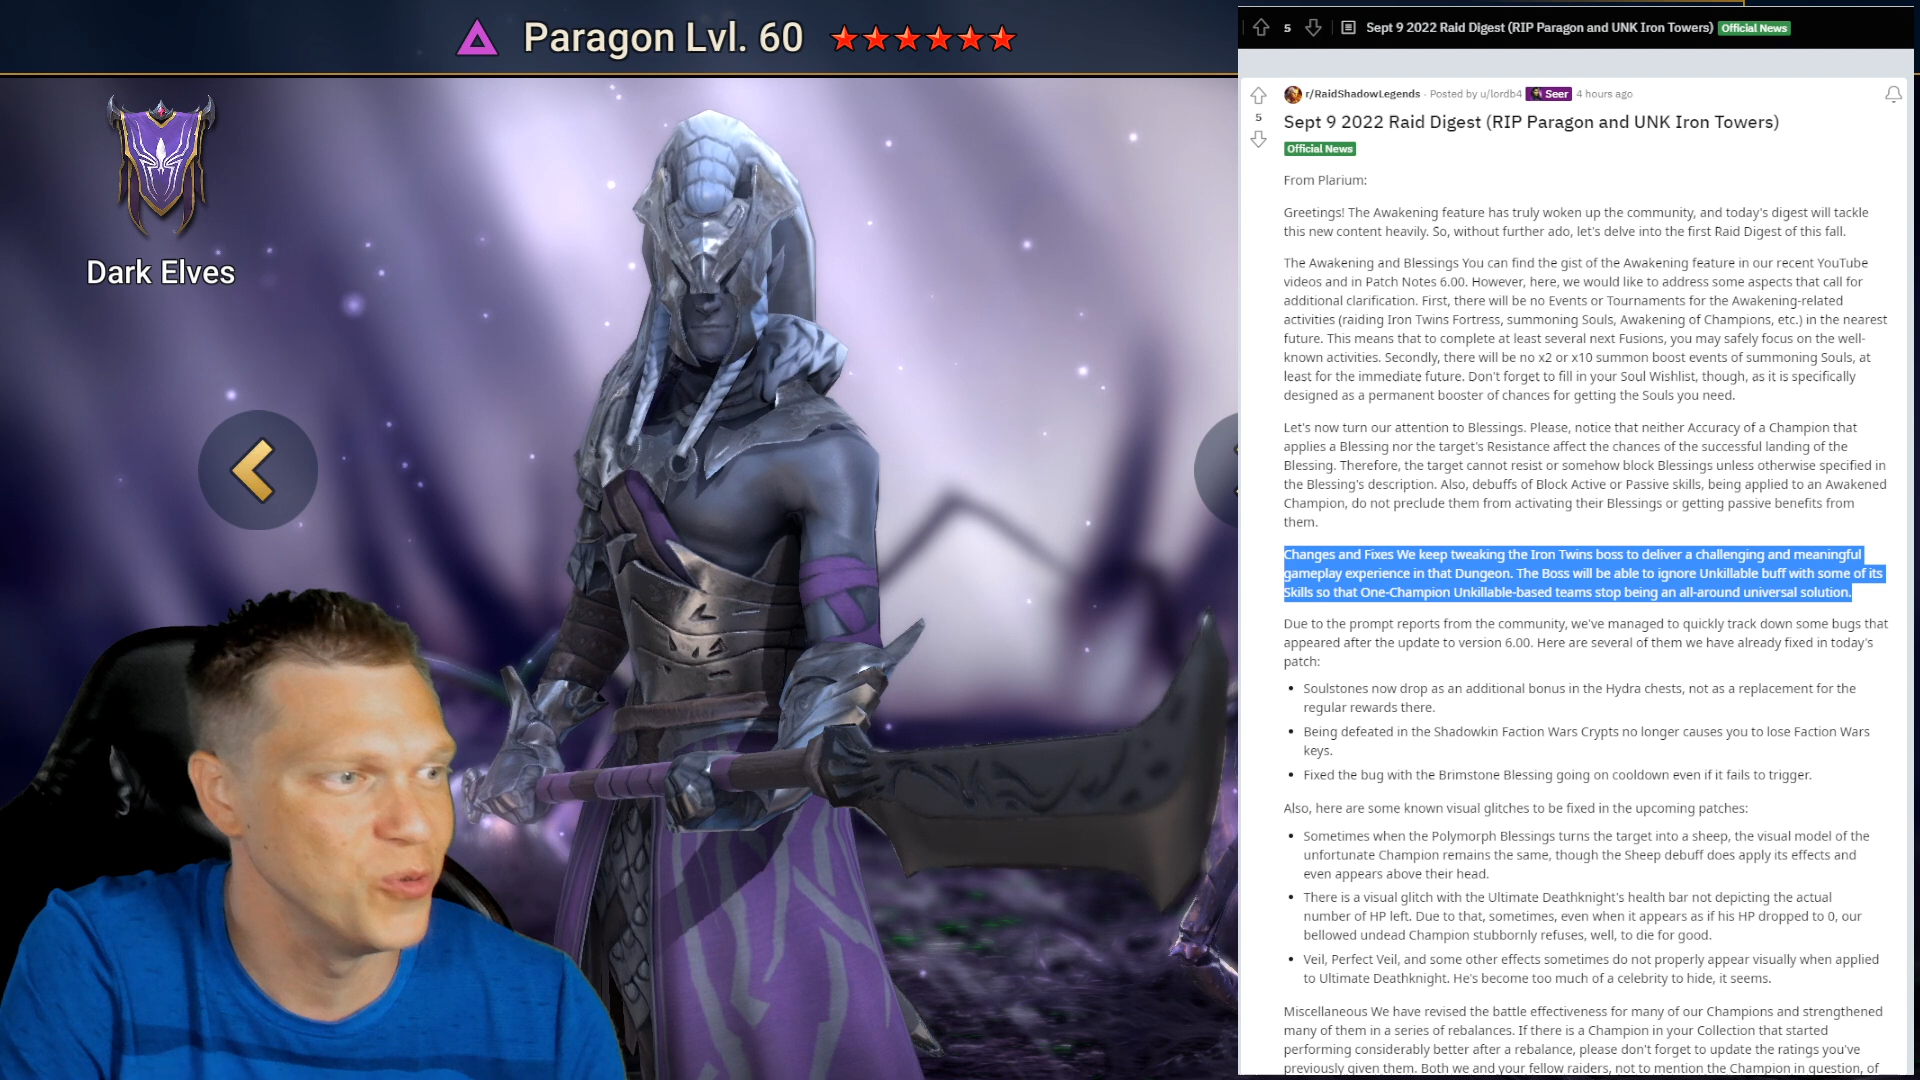 Paragon Lvl. 60
Dark Elves
5
Sept 9 2022 Raid Digest (RIP Paragon and UNK Iron Towers)
Official News
r/RaidShadowLegends · Posted by u/lordb4 Seer 4 hours ago
5
Sept 9 2022 Raid Digest (RIP Paragon and UNK Iron Towers)
Official News
From Plarium:
Greetings! The Awakening feature has truly woken up the community, and today's digest will tackle
this new content heavily. So, without further ado, let's delve into the first Raid Digest of this fall.
The Awakening and Blessings You can find the gist of the Awakening feature in our recent YouTube
videos and in Patch Notes 6.00. However, here, we would like to address some aspects that call for
additional clarification. First, there will be no Events or Tournaments for the Awakening-related
activities (raiding Iron Twins Fortress, summoning Souls, Awakening of Champions, etc.) in the nearest
future. This means that to complete at least several next Fusions, you may safely focus on the well-
known activities. Secondly, there will be no x2 or x10 summon boost events of summoning Souls, at
least for the immediate future. Don't forget to fill in your Soul Wishlist, though, as it is specifically
designed as a permanent booster of chances for getting the Souls you need.
Let's now turn our attention to Blessings. Please, notice that neither Accuracy of a Champion that
applies a Blessing nor the target's Resistance affect the chances of the successful landing of the
Blessing. Therefore, the target cannot resist or somehow block Blessings unless otherwise specified in
the Blessing's description. Also, debuffs of Block Active or Passive skills, being applied to an Awakened
Champion, do not preclude them from activating their Blessings or getting passive benefits from
them.
Changes and Fixes We keep tweaking the Iron Twins boss to deliver a challenging and meaningful
gameplay experience in that Dungeon. The Boss will be able to ignore Unkillable buff with some of its
Skills so that One-Champion Unkillable-based teams stop being an all-around universal solution.
Due to the prompt reports from the community, we've managed to quickly track down some bugs that
appeared after the update to version 6.00. Here are several of them we have already fixed in today's
patch:
• Soulstones now drop as an additional bonus in the Hydra chests, not as a replacement for the
regular rewards there.
• Being defeated in the Shadowkin Faction Wars Crypts no longer causes you to lose Faction Wars
keys.
• Fixed the bug with the Brimstone Blessing going on cooldown even if it fails to trigger.
Also, here are some known visual glitches to be fixed in the upcoming patches:
• Sometimes when the Polymorph Blessings turns the target into a sheep, the visual model of the
unfortunate Champion remains the same, though the Sheep debuff does apply its effects and
even appears above their head.
• There is a visual glitch with the Ultimate Deathknight's health bar not depicting the actual
number of HP left. Due to that, sometimes, even when it appears as if his HP dropped to 0, our
bellowed undead Champion stubbornly refuses, well, to die for good.
• Veil, Perfect Veil, and some other effects sometimes do not properly appear visually when applied
to Ultimate Deathknight. He's become too much of a celebrity to hide, it seems.
Miscellaneous We have revised the battle effectiveness for many of our Champions and strengthened
many of them in a series of rebalances. If there is a Champion in your Collection that started
performing considerably better after a rebalance, please don't forget to update the ratings you've
previously given them. Both we and your fellow raiders, not to mention the Champion in question, of